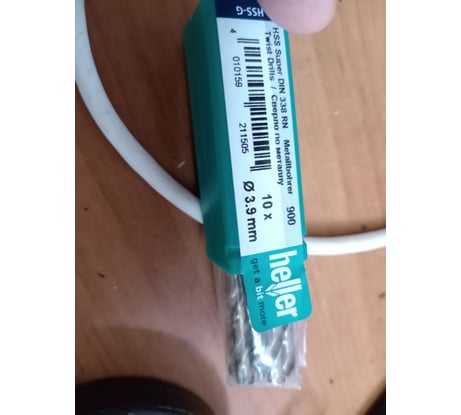 HSS-G
HSS Super DIN 338 RN Metallbohrer 900
Twist Drills / Сверло по металлу
4 010159 211505
10 x
Ø 3.9 mm
heller
get a bit more